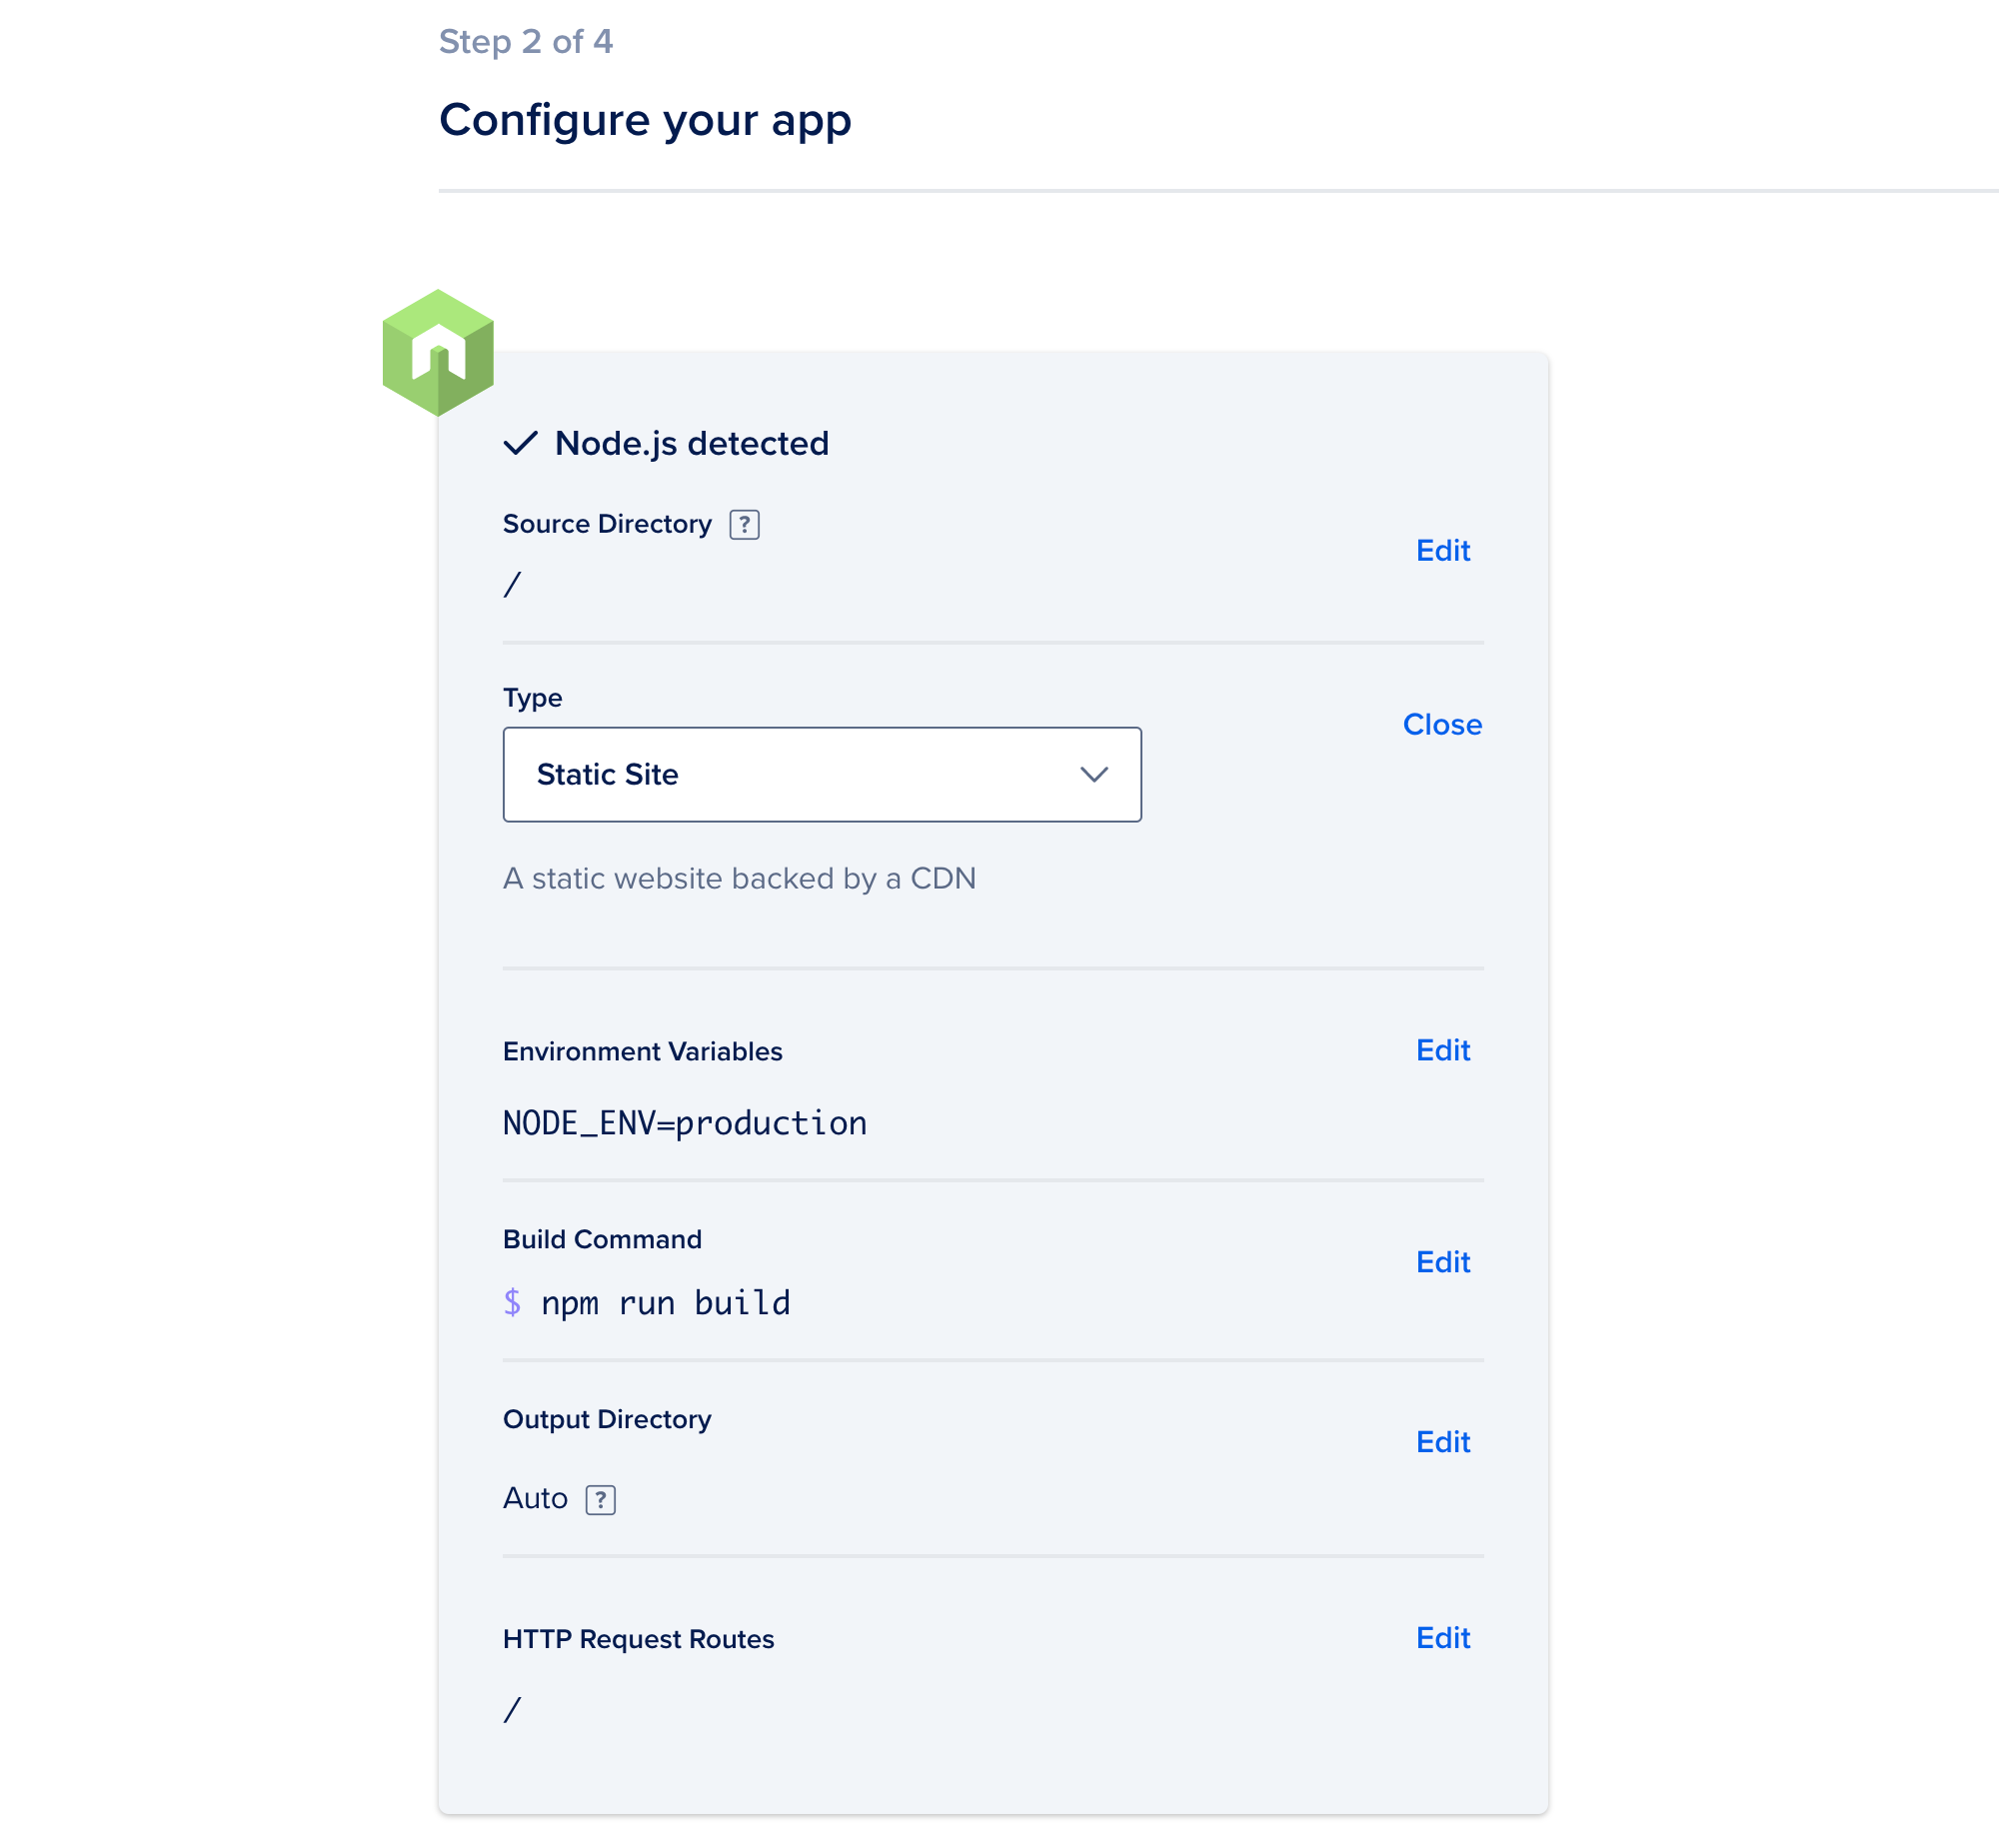 Step 2 of 4
Configure your app
Node.js detected
Source Directory ?
Edit
/
Type
Close
Static Site
A static website backed by a CDN
Environment Variables
Edit
NODE_ENV=production
Build Command
Edit
$ npm run build
Output Directory
Edit
Auto ?
HTTP Request Routes
Edit
/